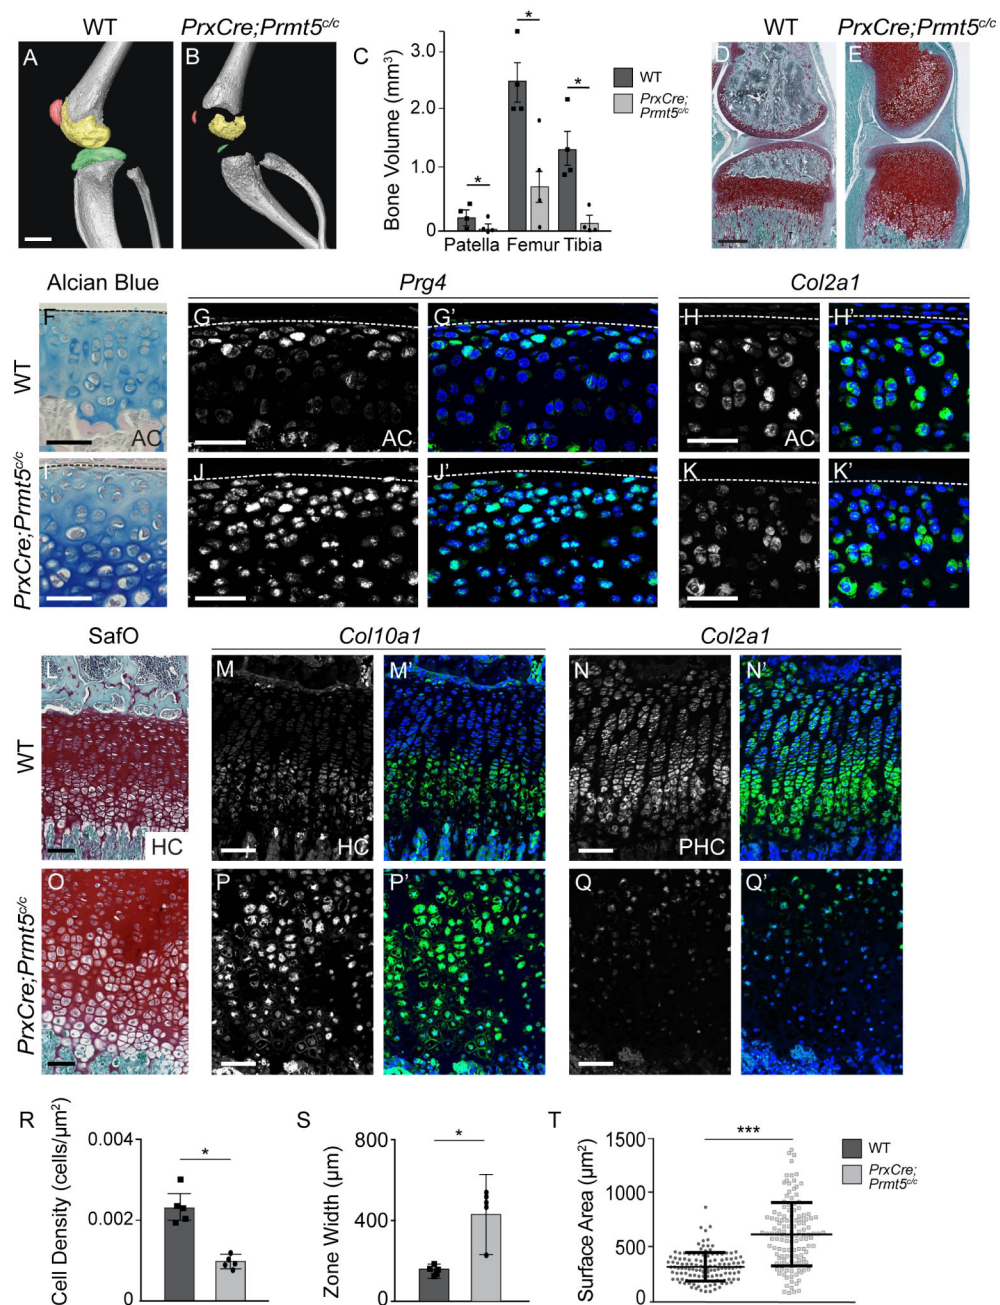 WT PrxCre;Prmt5c/c
A B
C
Bone Volume (mm³)
3.0
2.0
1.0
0
* * *
Patella Femur Tibia
WT
PrxCre;
Prmt5c/c
WT PrxCre;Prmt5c/c
D E
T
Alcian Blue Prg4 Col2a1
WT
F G G' H H'
AC AC AC
PrxCre;Prmt5c/c
I J J' K K'
SafO Col10a1 Col2a1
WT
L M M' N N'
HC HC PHC
PrxCre;Prmt5c/c
O P P' Q Q'
R
Cell Density (cells/µm²)
0.004
0.002
0
*
S
Zone Width (µm)
800
400
0
*
T
Surface Area (µm²)
1500
1000
500
0
***
WT
PrxCre;
Prmt5c/c